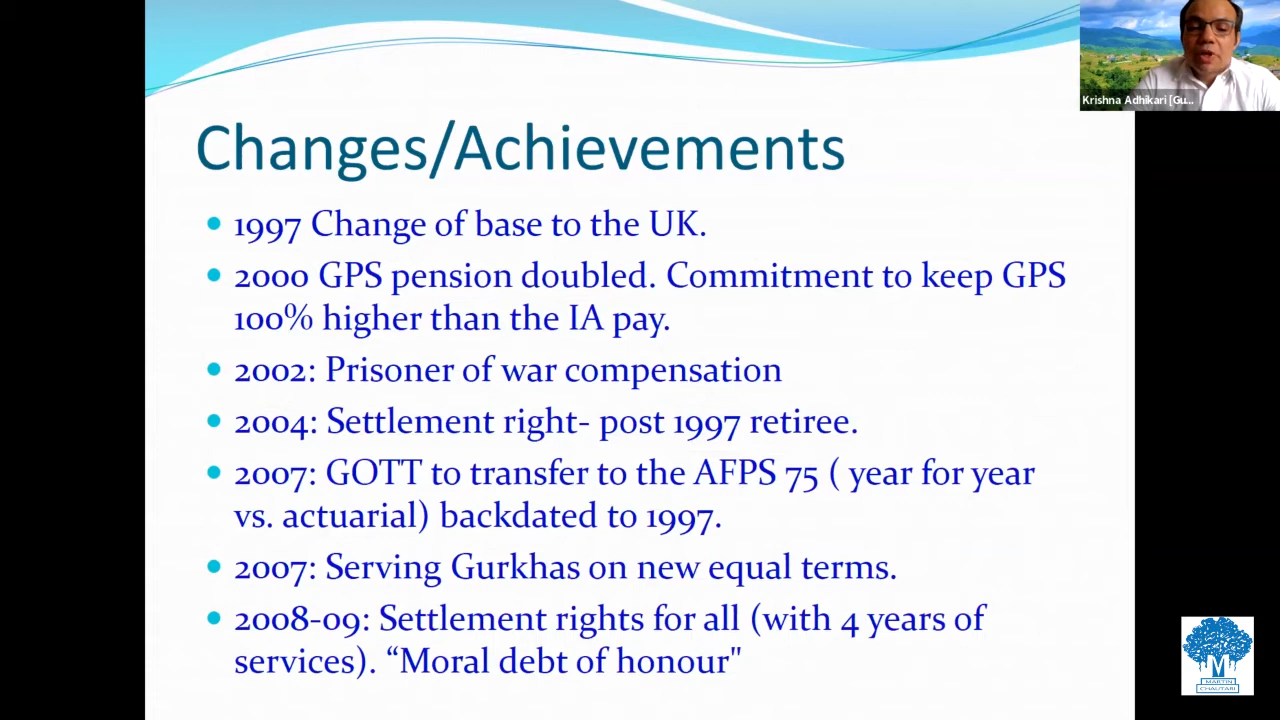 Krishna Adhikari [Gu...
Changes/Achievements
• 1997 Change of base to the UK.
• 2000 GPS pension doubled. Commitment to keep GPS
100% higher than the IA pay.
• 2002: Prisoner of war compensation
• 2004: Settlement right- post 1997 retiree.
• 2007: GOTT to transfer to the AFPS 75 ( year for year
vs. actuarial) backdated to 1997.
• 2007: Serving Gurkhas on new equal terms.
• 2008-09: Settlement rights for all (with 4 years of
services). “Moral debt of honour"
M
MARTIN
CHAUTARI